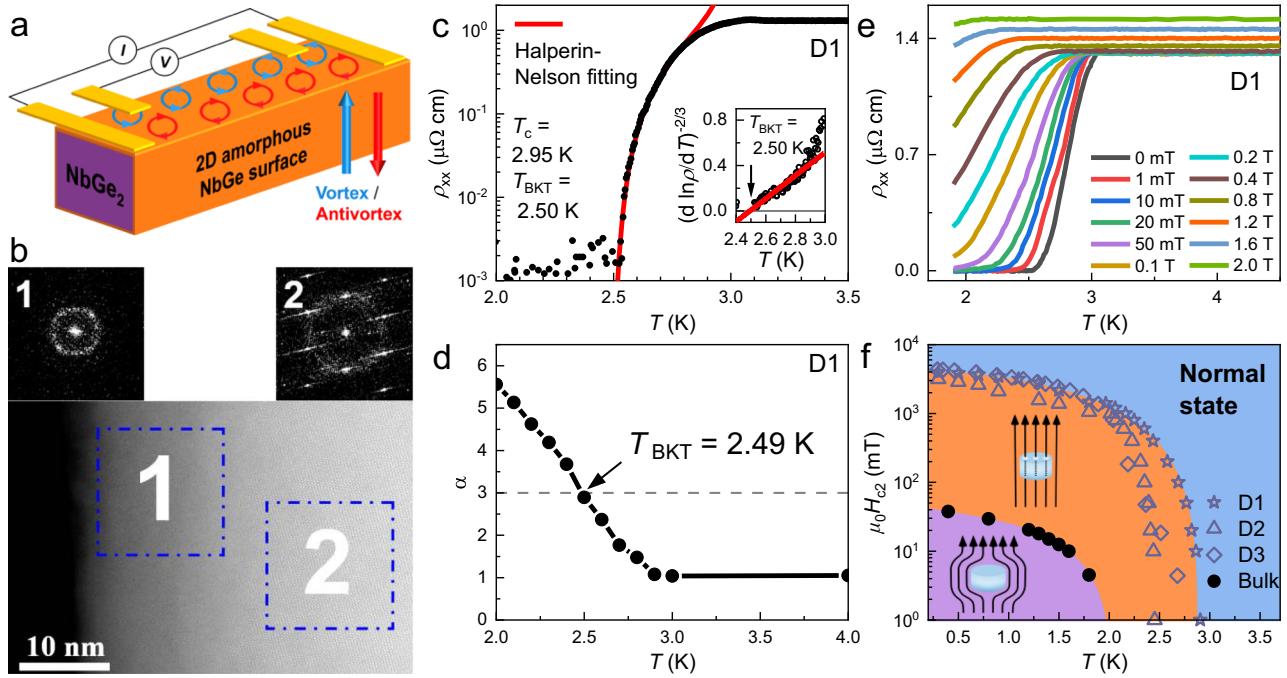 a
I
V
NbGe2
2D amorphous
NbGe surface
Vortex /
Antivortex
b
1
2
1
2
10 nm
c
D1
Halperin-
Nelson fitting
Tc =
2.95 K
TBKT =
2.50 K
ρxx (μΩ cm)
10^0
10^-1
10^-2
10^-3
2.0 2.5 3.0 3.5
T (K)
(d lnρ/dT)^-2/3
0.8
0.4
0.0
TBKT =
2.50 K
2.4 2.6 2.8 3.0
T (K)
d
D1
TBKT = 2.49 K
α
6
5
4
3
2
1
0
2.0 2.5 3.0 3.5 4.0
T (K)
e
D1
ρxx (μΩ cm)
1.4
0.7
0.0
0 mT 0.2 T
1 mT 0.4 T
10 mT 0.8 T
20 mT 1.2 T
50 mT 1.6 T
0.1 T 2.0 T
2 3 4
T (K)
f
Normal
state
μ0Hc2 (mT)
10^4
10^3
10^2
10^1
10^0
D1
D2
D3
Bulk
0.5 1.0 1.5 2.0 2.5 3.0 3.5
T (K)